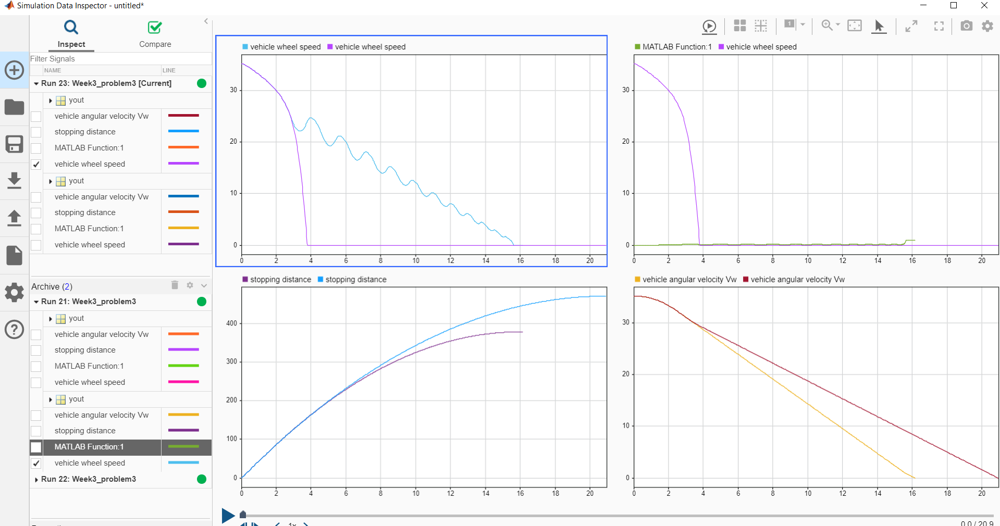 Simulation Data Inspector - untitled*
Inspect
Compare
Filter Signals
NAME LINE
Run 23: Week3_problem3 [Current]
yout
vehicle angular velocity Vw
stopping distance
MATLAB Function:1
vehicle wheel speed
yout
vehicle angular velocity Vw
stopping distance
MATLAB Function:1
vehicle wheel speed
Archive (2)
Run 21: Week3_problem3
yout
vehicle angular velocity Vw
stopping distance
MATLAB Function:1
vehicle wheel speed
yout
vehicle angular velocity Vw
stopping distance
MATLAB Function:1
vehicle wheel speed
Run 22: Week3_problem3
1
vehicle wheel speed vehicle wheel speed
30
20
10
0
0 2 4 6 8 10 12 14 16 18 20
MATLAB Function:1 vehicle wheel speed
30
20
10
0
0 2 4 6 8 10 12 14 16 18 20
stopping distance stopping distance
400
300
200
100
0
0 2 4 6 8 10 12 14 16 18 20
vehicle angular velocity Vw vehicle angular velocity Vw
30
20
10
0
0 2 4 6 8 10 12 14 16 18 20
1x
0.0 / 20.9